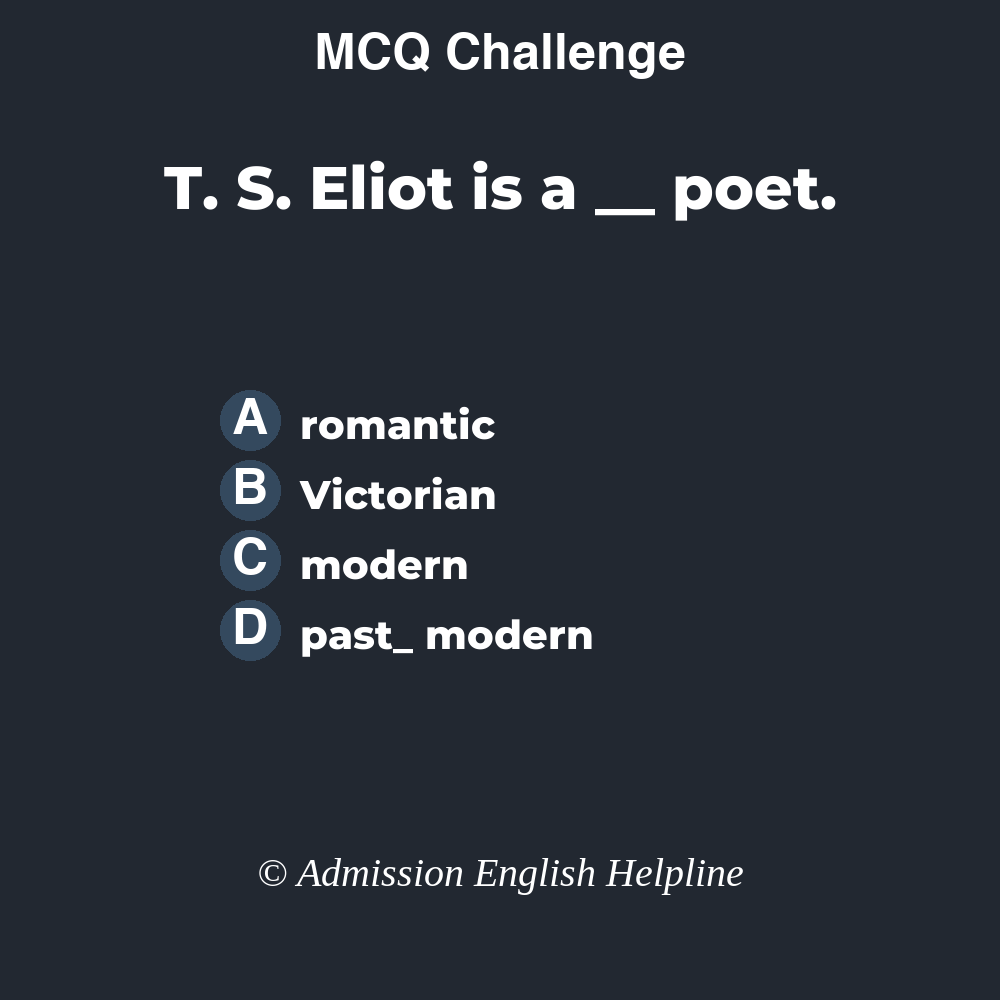 MCQ Challenge
T. S. Eliot is a __ poet.
A romantic
B Victorian
C modern
D past_ modern
© Admission English Helpline